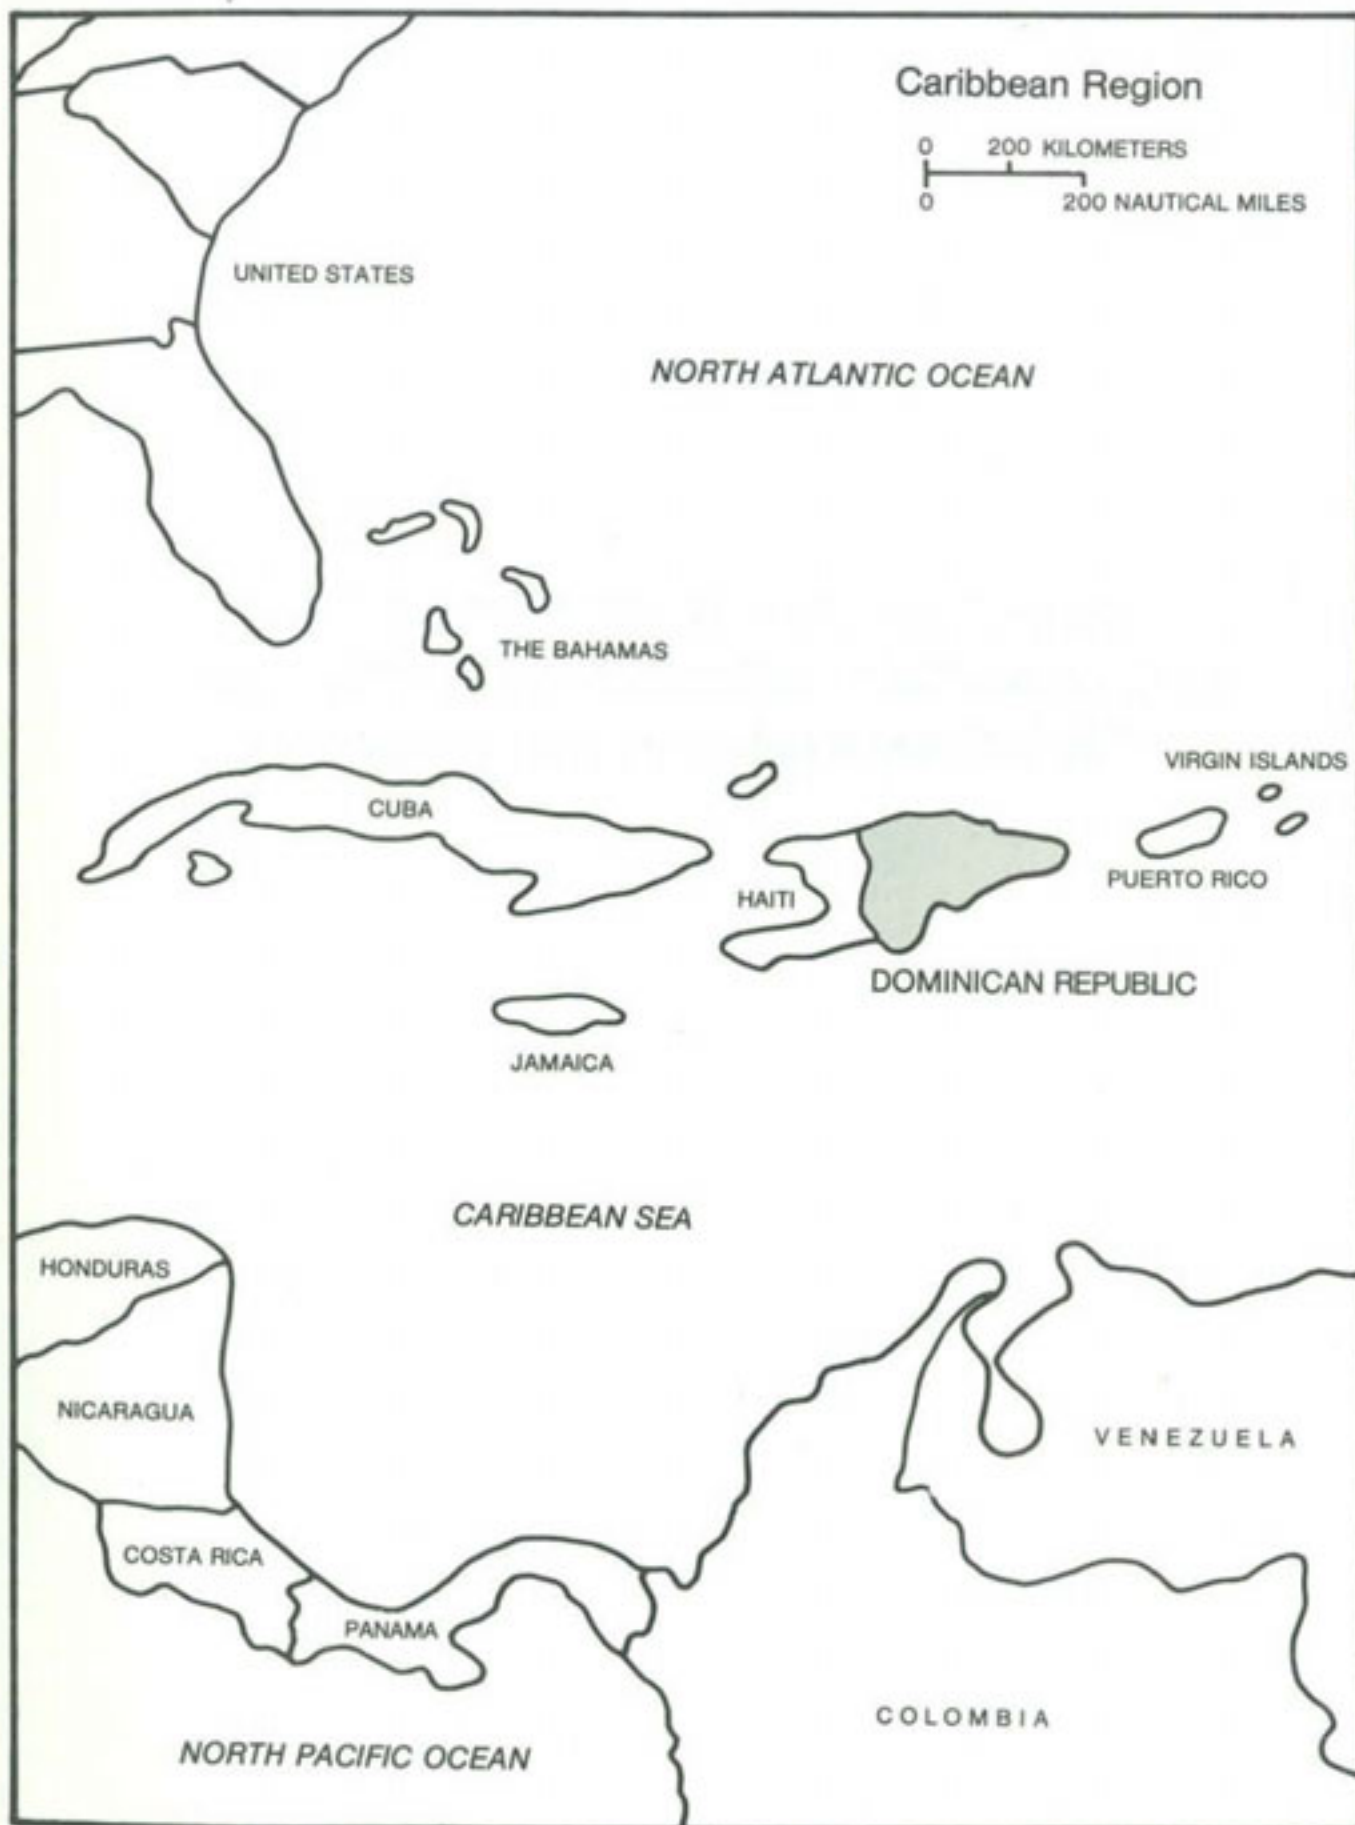 Caribbean Region
0 200 KILOMETERS
0 200 NAUTICAL MILES
UNITED STATES
NORTH ATLANTIC OCEAN
THE BAHAMAS
VIRGIN ISLANDS
CUBA
PUERTO RICO
HAITI
DOMINICAN REPUBLIC
JAMAICA
CARIBBEAN SEA
HONDURAS
NICARAGUA
VENEZUELA
COSTA RICA
PANAMA
COLOMBIA
NORTH PACIFIC OCEAN